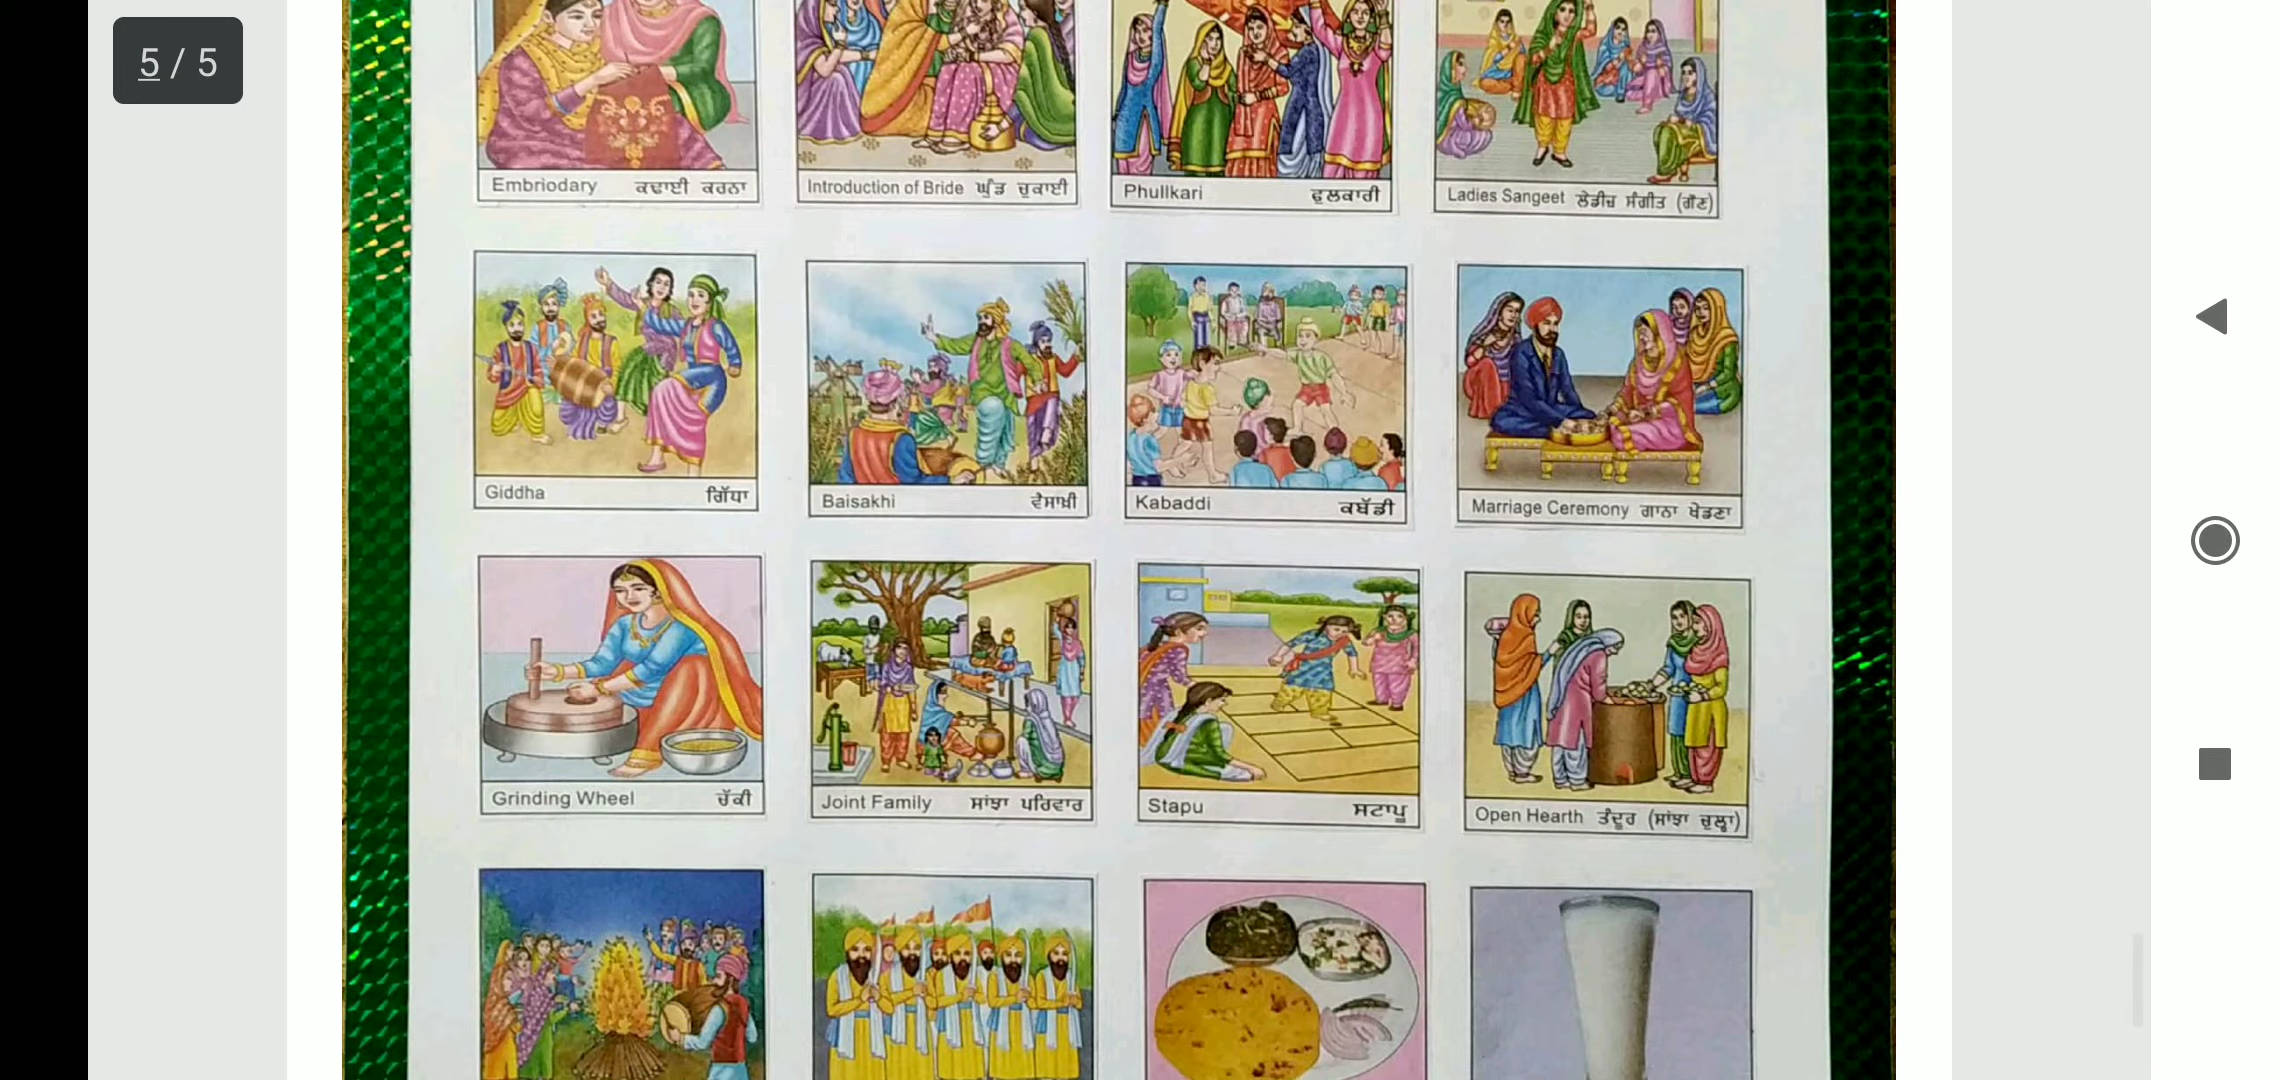 5 / 5
Embriodary ਕਢਾਈ ਕਰਨਾ
Introduction of Bride ਘੁੰਡ ਚੁਕਾਈ
Phullkari ਫੁਲਕਾਰੀ
Ladies Sangeet ਲੇਡੀਜ਼ ਸੰਗੀਤ (ਗੌਣ)
Giddha ਗਿੱਧਾ
Baisakhi ਵੈਸਾਖੀ
Kabaddi ਕਬੱਡੀ
Marriage Ceremony ਗਾਨਾ ਖੇਡਣਾ
Grinding Wheel ਚੱਕੀ
Joint Family ਸਾਂਝਾ ਪਰਿਵਾਰ
Stapu ਸਟਾਪੂ
Open Hearth ਤੰਦੂਰ (ਸਾਂਝਾ ਚੁਲ੍ਹਾ)